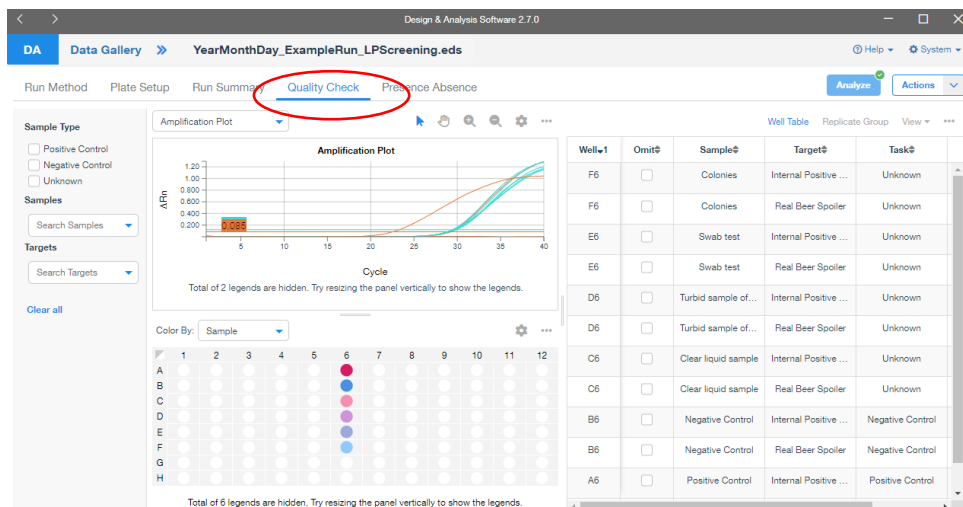 Design & Analysis Software 2.7.0
DA Data Gallery YearMonthDay_ExampleRun_LPScreening.eds Help System
Run Method Plate Setup Run Summary Quality Check Presence Absence Analyze Actions
Sample Type
Positive Control
Negative Control
Unknown
Samples
Search Samples
Targets
Search Targets
Clear all
Amplification Plot
Amplification Plot
ΔRn
1.20
1.00
0.800
0.600
0.400
0.200
0.085
5 10 15 20 25 30 35 40
Cycle
Total of 2 legends are hidden. Try resizing the panel vertically to show the legends.
Color By: Sample
1 2 3 4 5 6 7 8 9 10 11 12
A
B
C
D
E
F
G
H
Total of 6 legends are hidden. Try resizing the panel vertically to show the legends.
Well Table Replicate Group View
Well 1 Omit Sample Target Task
F6 Colonies Internal Positive ... Unknown
F6 Colonies Real Beer Spoiler Unknown
E6 Swab test Internal Positive ... Unknown
E6 Swab test Real Beer Spoiler Unknown
D6 Turbid sample of... Internal Positive ... Unknown
D6 Turbid sample of... Real Beer Spoiler Unknown
C6 Clear liquid sample Internal Positive ... Unknown
C6 Clear liquid sample Real Beer Spoiler Unknown
B6 Negative Control Internal Positive ... Negative Control
B6 Negative Control Real Beer Spoiler Negative Control
A6 Positive Control Internal Positive ... Positive Control